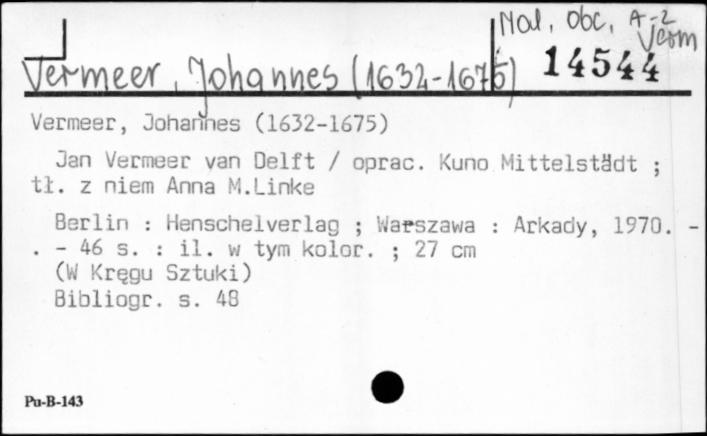 Mal. Obc. A-2
Verm
Vermeer, Johannes (1632-1675) 14544
Vermeer, Johannes (1632-1675)
Jan Vermeer van Delft / oprac. Kuno Mittelstädt ;
tł. z niem Anna M.Linke
Berlin : Henschelverlag ; Warszawa : Arkady, 1970. -
. - 46 s. : il. w tym kolor. ; 27 cm
(W Kręgu Sztuki)
Bibliogr. s. 48
Pu-B-143